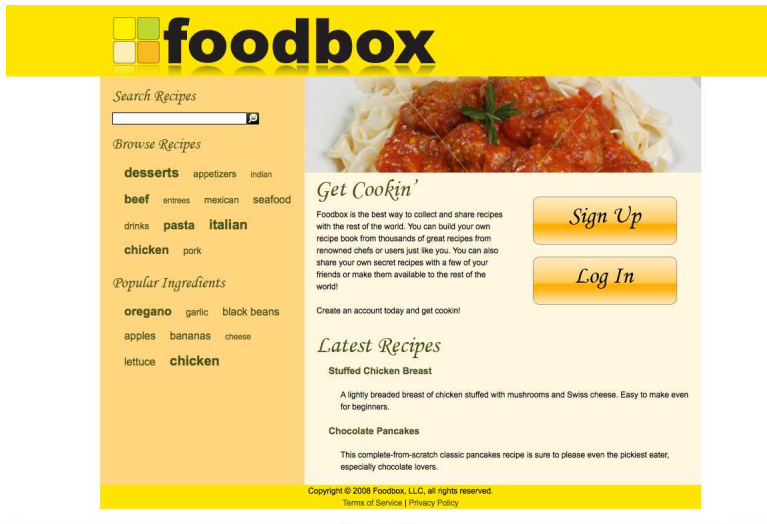 foodbox
Search Recipes
Browse Recipes
desserts appetizers indian
beef entrees mexican seafood
drinks pasta italian
chicken pork
Popular Ingredients
oregano garlic black beans
apples bananas cheese
lettuce chicken
Get Cookin'
Foodbox is the best way to collect and share recipes
with the rest of the world. You can build your own
recipe book from thousands of great recipes from
renowned chefs or users just like you. You can also
share your own secret recipes with a few of your
friends or make them available to the rest of the
world!
Create an account today and get cookin!
Sign Up
Log In
Latest Recipes
Stuffed Chicken Breast
A lightly breaded breast of chicken stuffed with mushrooms and Swiss cheese. Easy to make even
for beginners.
Chocolate Pancakes
This complete-from-scratch classic pancakes recipe is sure to please even the pickiest eater,
especially chocolate lovers.
Copyright © 2008 Foodbox, LLC, all rights reserved.
Terms of Service | Privacy Policy